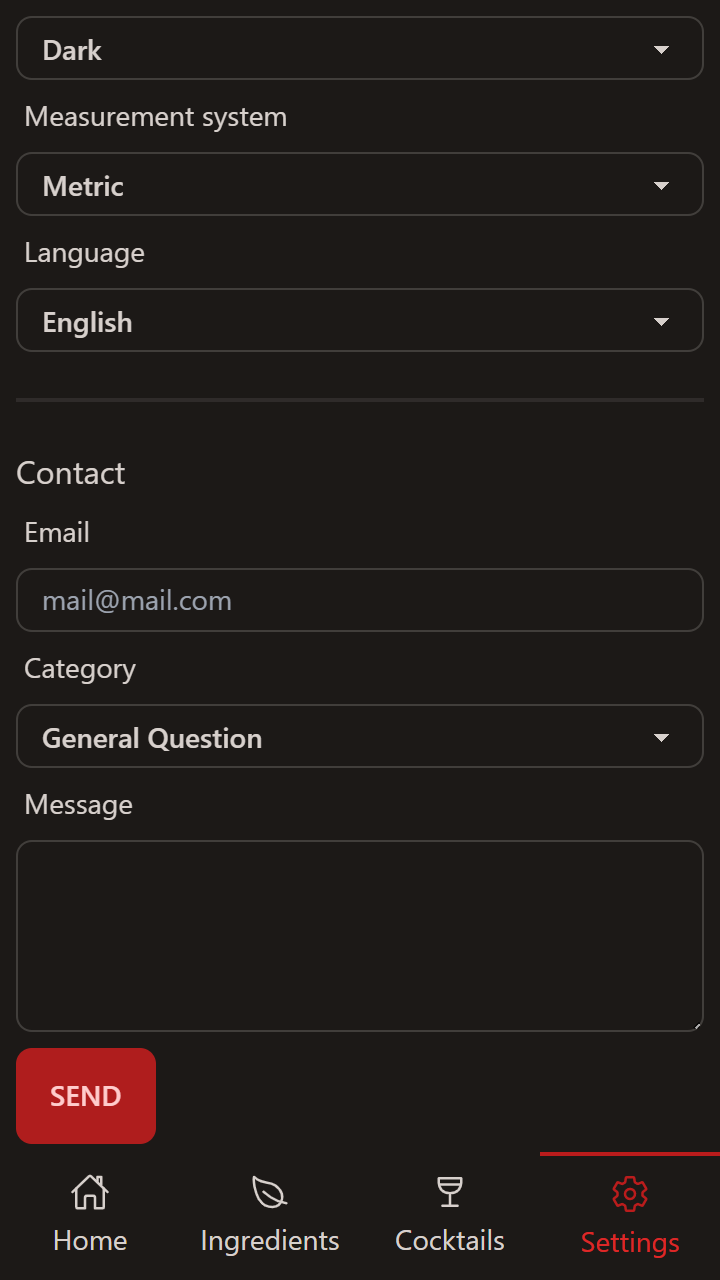 Dark
Measurement system
Metric
Language
English
Contact
Email
mail@mail.com
Category
General Question
Message
SEND
Home
Ingredients
Cocktails
Settings